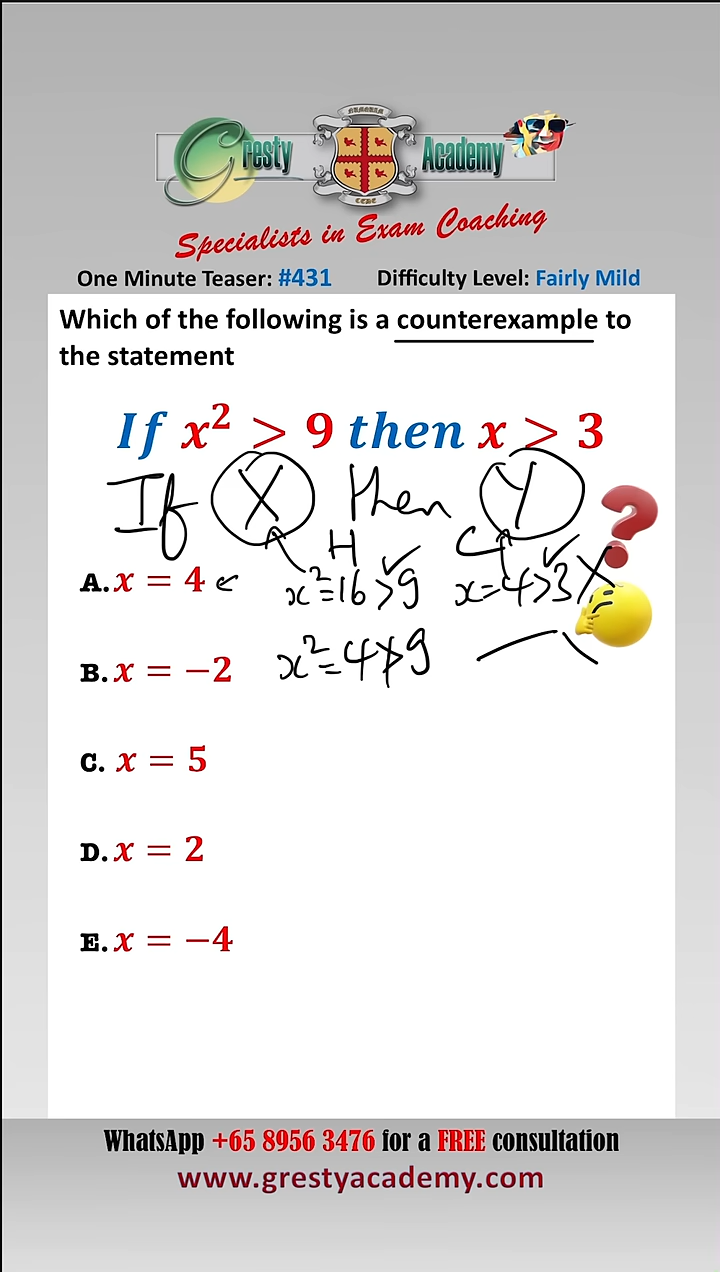 Gresty Academy
Specialists in Exam Coaching
One Minute Teaser: #431 Difficulty Level: Fairly Mild
Which of the following is a counterexample to
the statement
If x² > 9 then x > 3
If X then Y
H C
A. x = 4 x²=16>9 ✓ x=4>3 ✓ X
B. x = −2 x²=4≯9
C. x = 5
D. x = 2
E. x = −4
WhatsApp +65 8956 3476 for a FREE consultation
www.grestyacademy.com